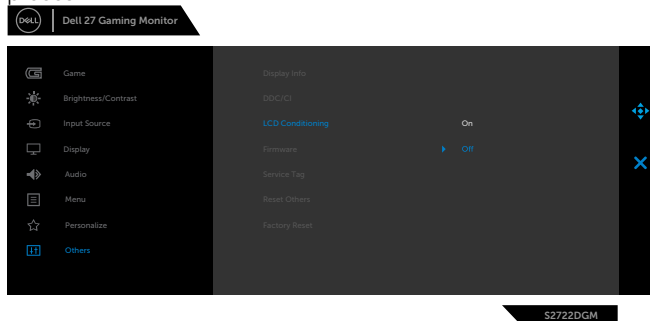 DELL
Dell 27 Gaming Monitor
Game
Display Info
Brightness/Contrast
DDC/CI
Input Source
LCD Conditioning
On
Display
Firmware
Off
Audio
Service Tag
Menu
Reset Others
Personalize
Factory Reset
Others
S2722DGM